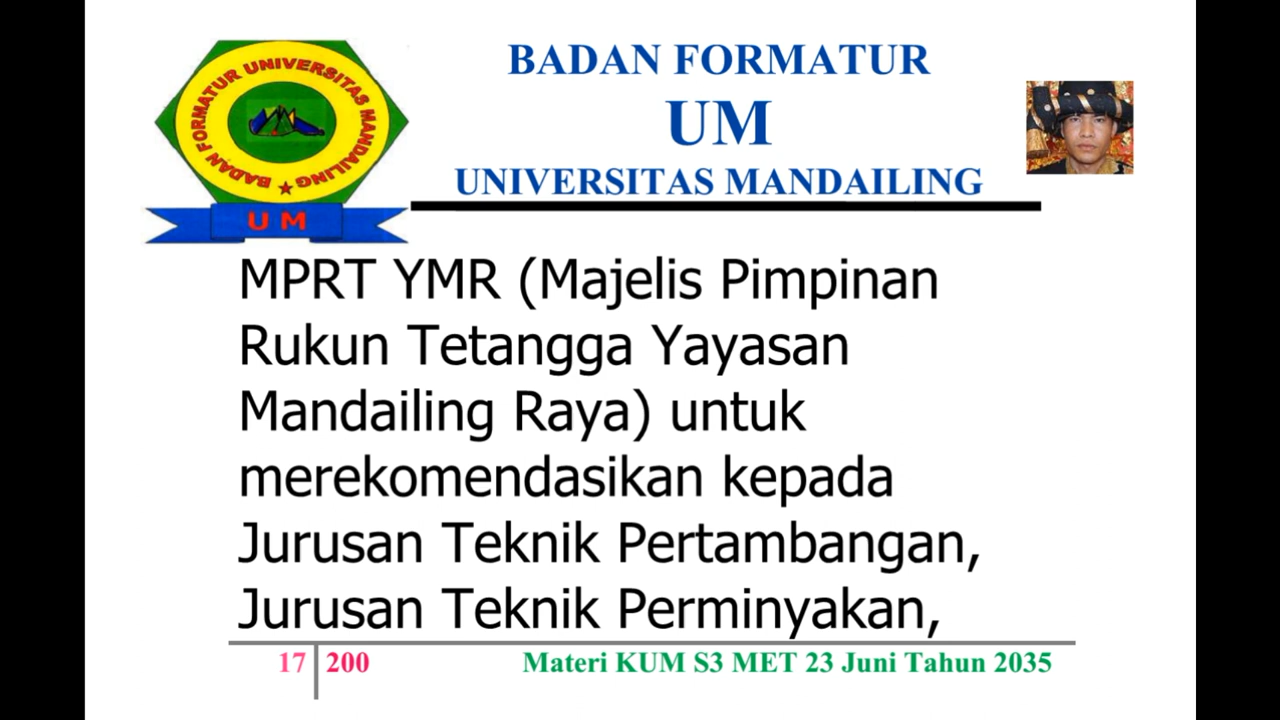 BADAN FORMATUR UNIVERSITAS MANDAILING
U M
BADAN FORMATUR
UM
UNIVERSITAS MANDAILING
MPRT YMR (Majelis Pimpinan
Rukun Tetangga Yayasan
Mandailing Raya) untuk
merekomendasikan kepada
Jurusan Teknik Pertambangan,
Jurusan Teknik Perminyakan,
17 200 Materi KUM S3 MET 23 Juni Tahun 2035